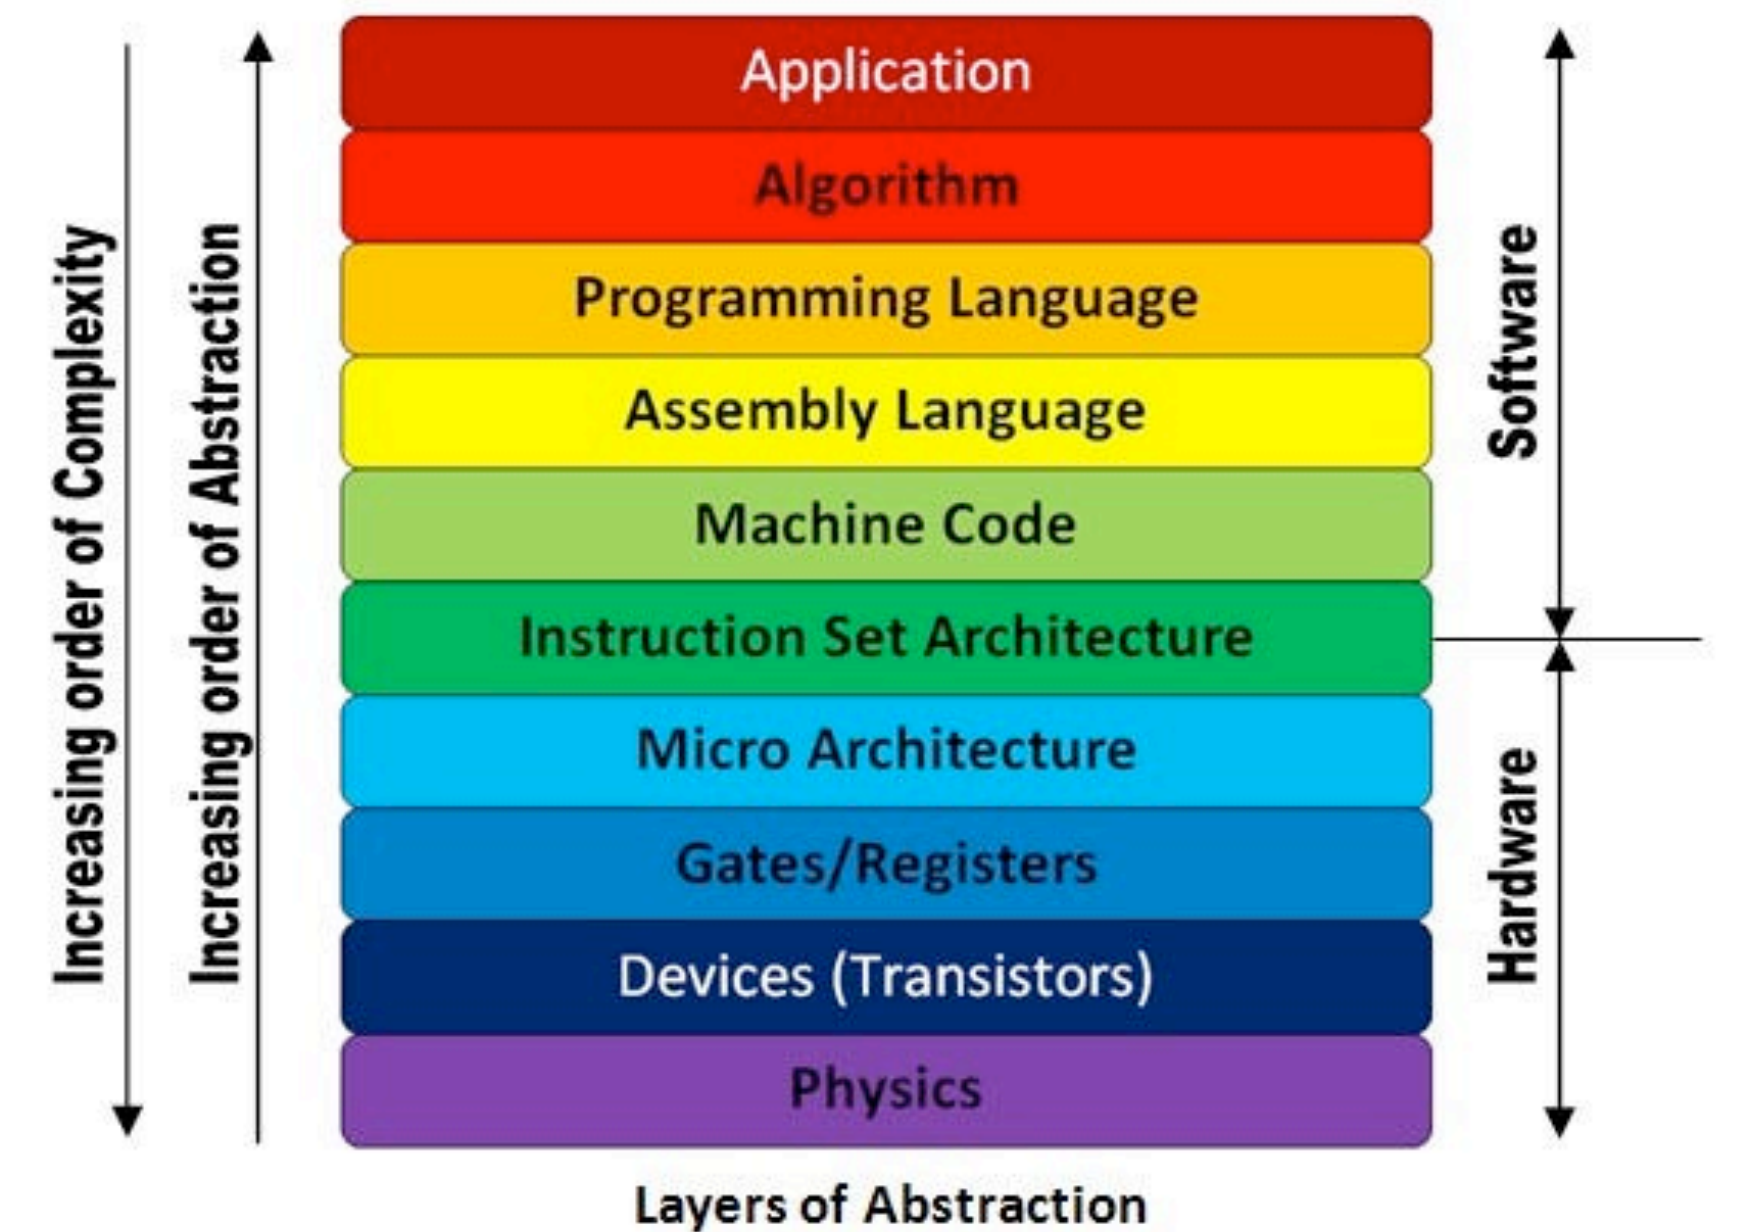 Increasing order of Complexity
Increasing order of Abstraction
Application
Algorithm
Programming Language
Assembly Language
Machine Code
Instruction Set Architecture
Micro Architecture
Gates/Registers
Devices (Transistors)
Physics
Software
Hardware
Layers of Abstraction